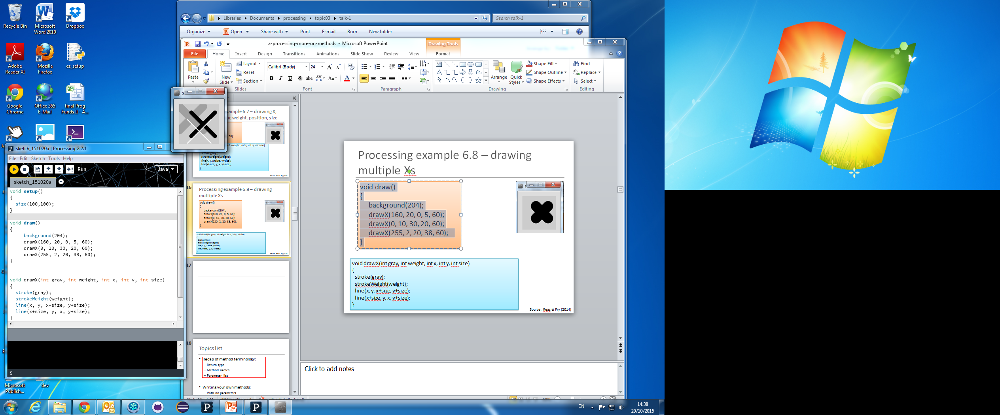 Recycle Bin
Microsoft
Word 2010
Dropbox
Adobe
Reader XI
Mozilla
Firefox
ez_setup
Google
Chrome
Office 365
E-Mail
final Prog
Funds II - A...
Libraries
Documents
processing
topic03
talk-1
Search talk-1
Organize
Open
Share with
Print
E-mail
Burn
New folder
a-processing-more-on-methods - Microsoft PowerPoint
Drawing Tools
File
Home
Insert
Design
Transitions
Animations
Slide Show
Review
View
Format
Paste
New
Slide
Layout
Reset
Section
Slides
Calibri (Body)
24
Font
Paragraph
Arrange
Quick
Styles
Shape Fill
Shape Outline
Shape Effects
Drawing
Find
Replace
Select
Editing
sketch_151020a | Processing 2.2.1
File Edit Sketch Tools Help
Run
Java
sketch_151020a
void setup()
{
size(100,100);
}
void draw()
{
background(204);
drawX(160, 20, 0, 5, 60);
drawX(0, 10, 30, 20, 60);
drawX(255, 2, 20, 38, 60);
}
void drawX(int gray, int weight, int x, int y, int size)
{
stroke(gray);
strokeWeight(weight);
line(x, y, x+size, y+size);
line(x+size, y, x, y+size);
}
5
Microsoft
Publish...
dev
ample 6.7 – drawing X,
ur, weight, position, size
36);
int weight, int x, int y, int size)
stroke(gray);
strokeWeight(weight);
line(x, y, x+size, y+size);
line(x+size, y, x, y+size);
}
Source: Reas & Fry (2014)
16
Processing example 6.8 – drawing
multiple Xs
void draw()
{
background(204);
drawX(160, 20, 0, 5, 60);
drawX(0, 10, 30, 20, 60);
drawX(255, 2, 20, 38, 60);
}
void drawX(int gray, int weight, int x, int y, int size)
{
stroke(gray);
strokeWeight(weight);
line(x, y, x+size, y+size);
line(x+size, y, x, y+size);
}
Source: Reas & Fry (2014)
17
18
Topics list
• Recap of method terminology:
– Return type
– Method names
– Parameter list
• Writing your own methods:
– With no parameters
Processing example 6.8 – drawing
multiple Xs
void draw()
{
background(204);
drawX(160, 20, 0, 5, 60);
drawX(0, 10, 30, 20, 60);
drawX(255, 2, 20, 38, 60);
}
void drawX(int gray, int weight, int x, int y, int size)
{
stroke(gray);
strokeWeight(weight);
line(x, y, x+size, y+size);
line(x+size, y, x, y+size);
}
Source: Reas & Fry (2014)
Click to add notes
EN
14:38
20/10/2015